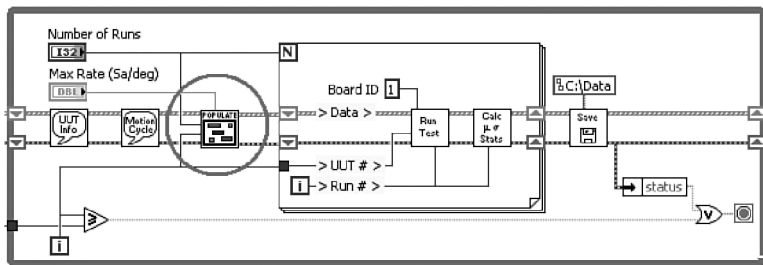 Number of Runs
I32
N
Max Rate (Sa/deg)
DBL
Board ID 1
C:\Data
UUT Info
Motion Cycle
POPULATE
> Data >
Run Test
Calc μ σ Stats
Save
> UUT # >
i > Run # >
status
i